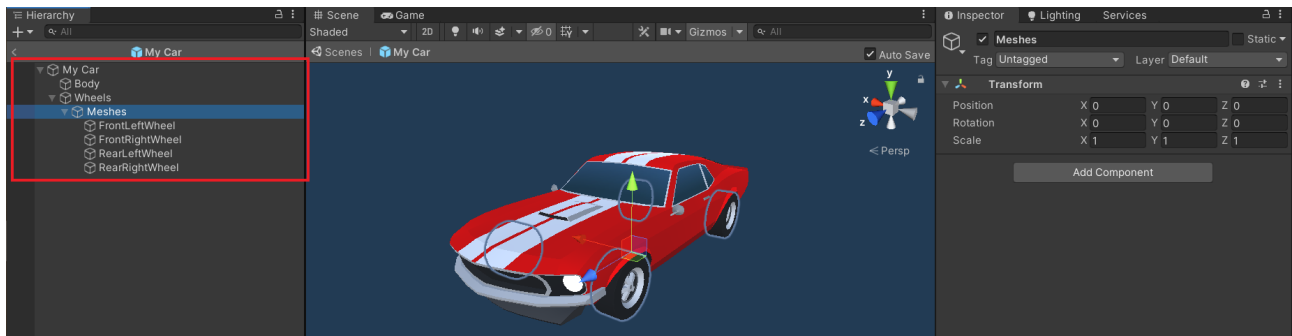 Hierarchy
All
My Car
My Car
Body
Wheels
Meshes
FrontLeftWheel
FrontRightWheel
RearLeftWheel
RearRightWheel
Scene Game
Shaded 2D 0 Gizmos All
Scenes | My Car Auto Save
y
x
z
Persp
Inspector Lighting Services
Meshes Static
Tag Untagged Layer Default
Transform
Position X 0 Y 0 Z 0
Rotation X 0 Y 0 Z 0
Scale X 1 Y 1 Z 1
Add Component